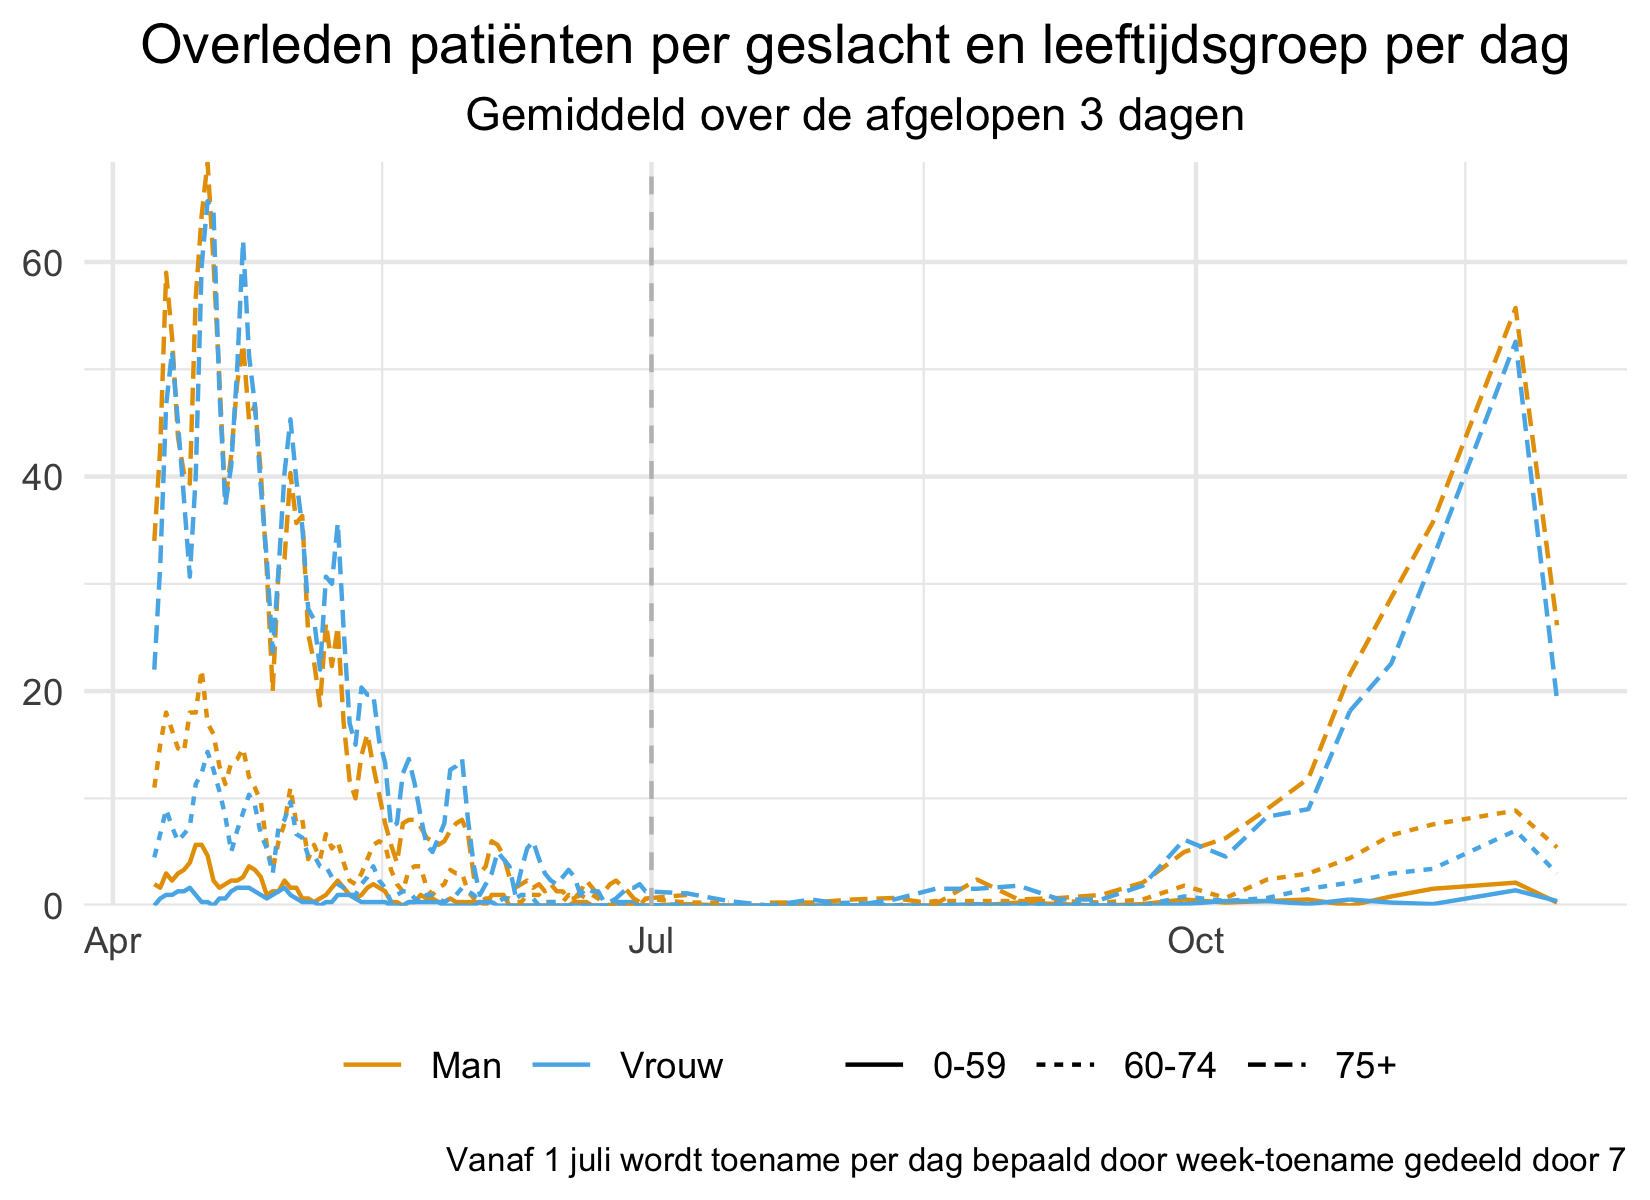 Overleden patiënten per geslacht en leeftijdsgroep per dag
Gemiddeld over de afgelopen 3 dagen
60
40
20
0
Apr Jul Oct
Man Vrouw 0-59 60-74 75+
Vanaf 1 juli wordt toename per dag bepaald door week-toename gedeeld door 7